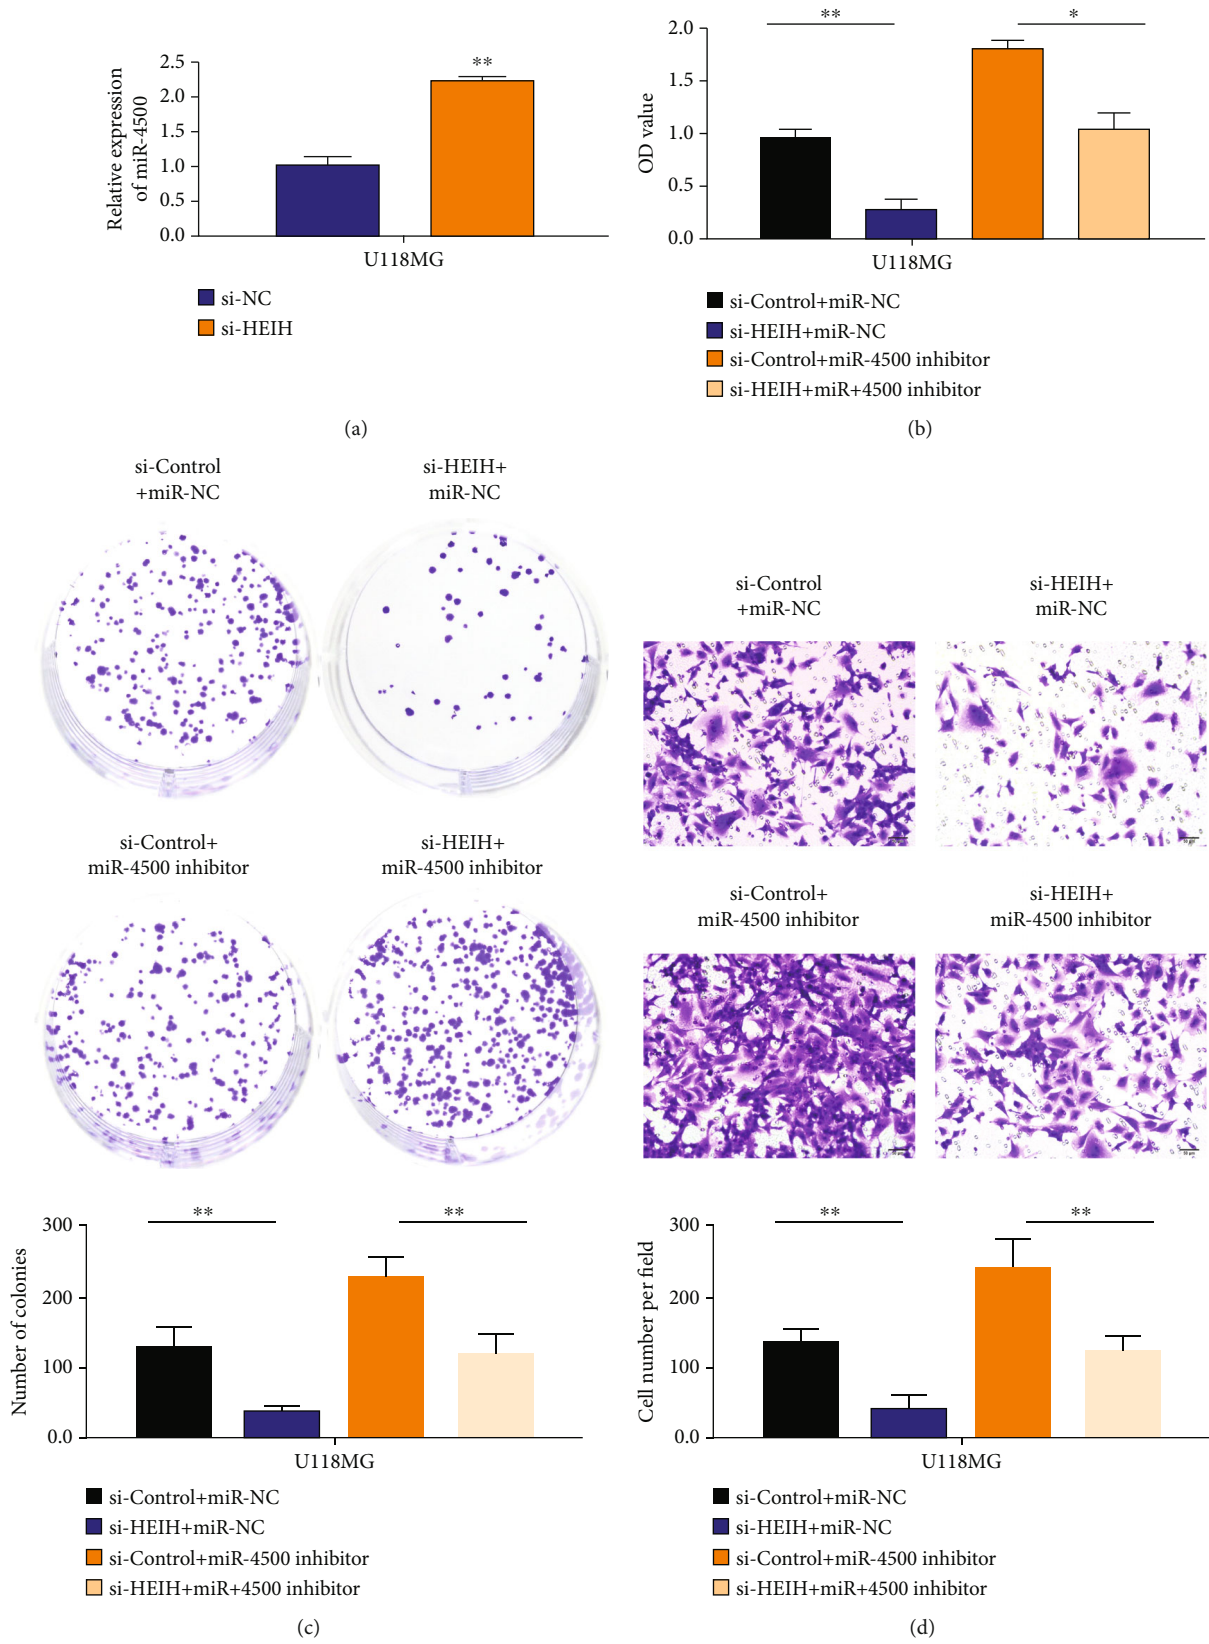 **
2.5
2.0
1.5
1.0
0.5
0.0
Relative expression
of miR-4500
U118MG
si-NC
si-HEIH
(a)
**
*
2.0
1.5
1.0
0.5
0.0
OD value
U118MG
si-Control+miR-NC
si-HEIH+miR-NC
si-Control+miR-4500 inhibitor
si-HEIH+miR+4500 inhibitor
(b)
si-Control
+miR-NC
si-HEIH+
miR-NC
si-Control+
miR-4500 inhibitor
si-HEIH+
miR-4500 inhibitor
**
**
300
200
100
0.0
Number of colonies
U118MG
si-Control+miR-NC
si-HEIH+miR-NC
si-Control+miR-4500 inhibitor
si-HEIH+miR+4500 inhibitor
(c)
si-Control
+miR-NC
si-HEIH+
miR-NC
si-Control+
miR-4500 inhibitor
si-HEIH+
miR-4500 inhibitor
**
**
300
200
100
0.0
Cell number per field
U118MG
si-Control+miR-NC
si-HEIH+miR-NC
si-Control+miR-4500 inhibitor
si-HEIH+miR+4500 inhibitor
(d)